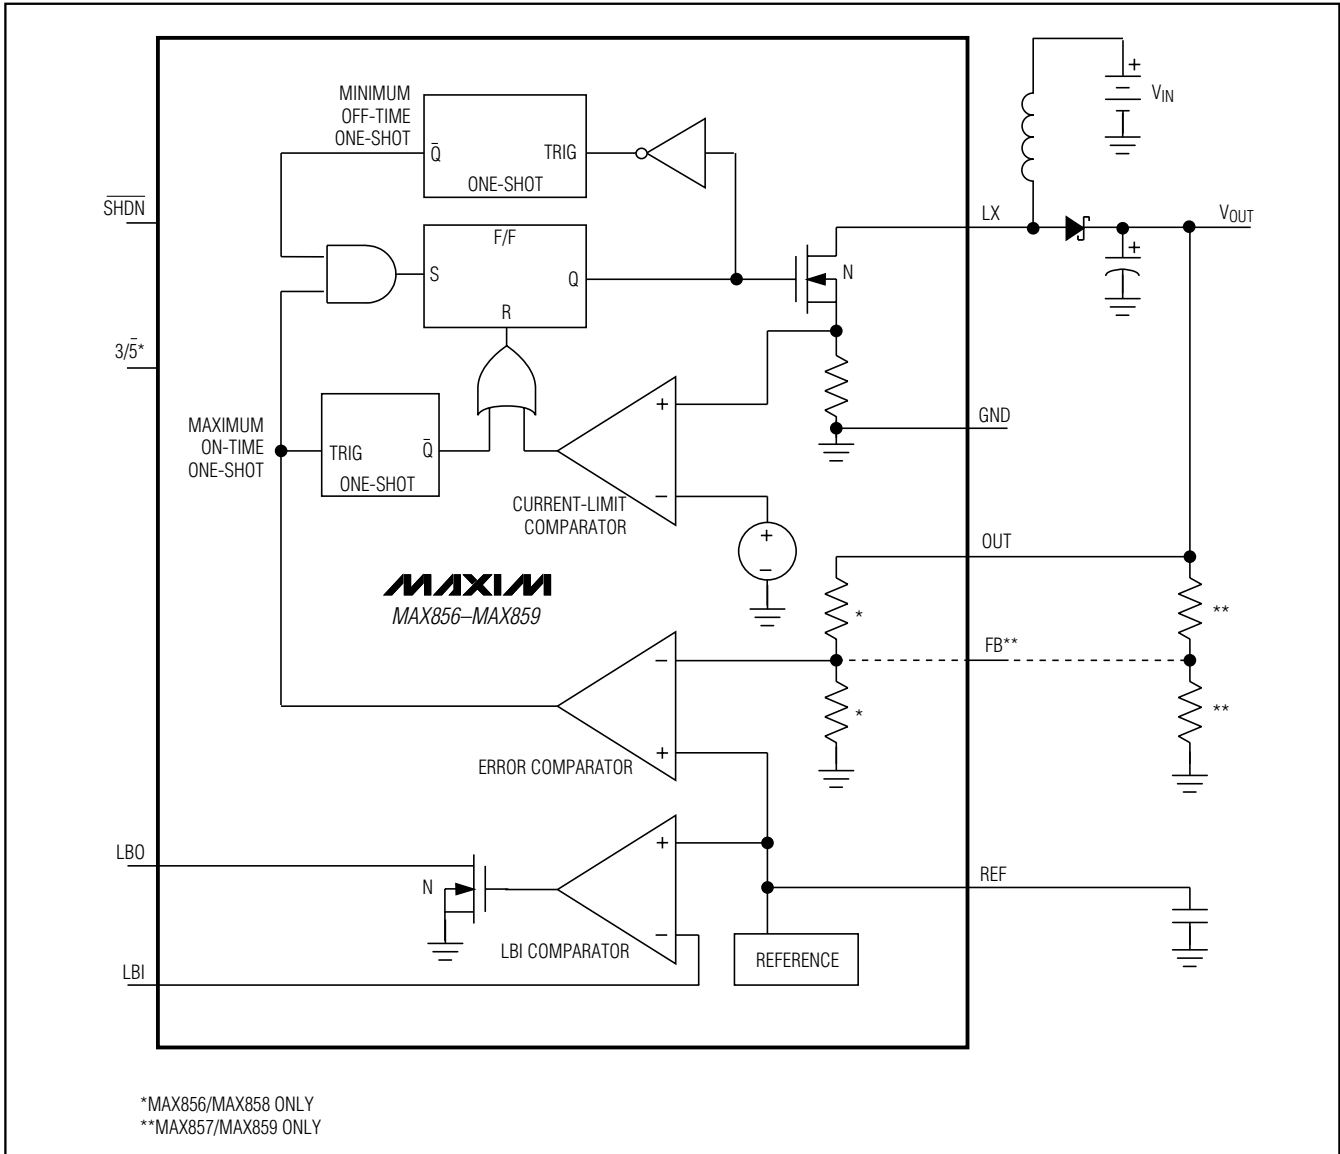 MINIMUM
OFF-TIME
ONE-SHOT
Q̅
TRIG
ONE-SHOT
+
V_IN
S̅H̅D̅N̅
F/F
S
Q
R
N
LX
V_OUT
+
3/5̅*
MAXIMUM
ON-TIME
ONE-SHOT
TRIG
Q̅
ONE-SHOT
+
−
CURRENT-LIMIT
COMPARATOR
GND
+
−
MAXIM
MAX856–MAX859
OUT
*
**
FB**
*
**
−
+
ERROR COMPARATOR
LBO
N
+
−
LBI COMPARATOR
REF
REFERENCE
LBI
*MAX856/MAX858 ONLY
**MAX857/MAX859 ONLY